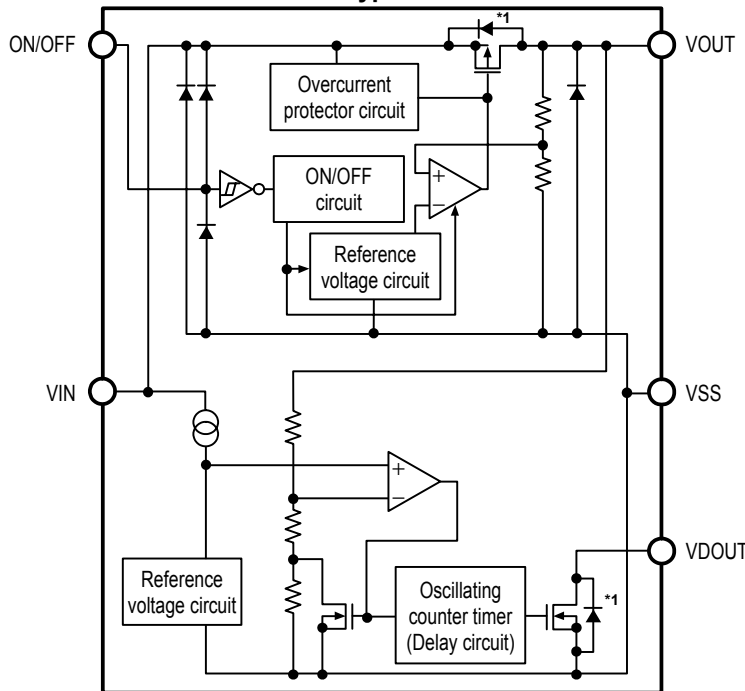 *1
ON/OFF
VOUT
Overcurrent
protector circuit
+
−
ON/OFF
circuit
Reference
voltage circuit
VIN
VSS
+
−
VDOUT
Reference
voltage circuit
Oscillating
counter timer
(Delay circuit)
*1